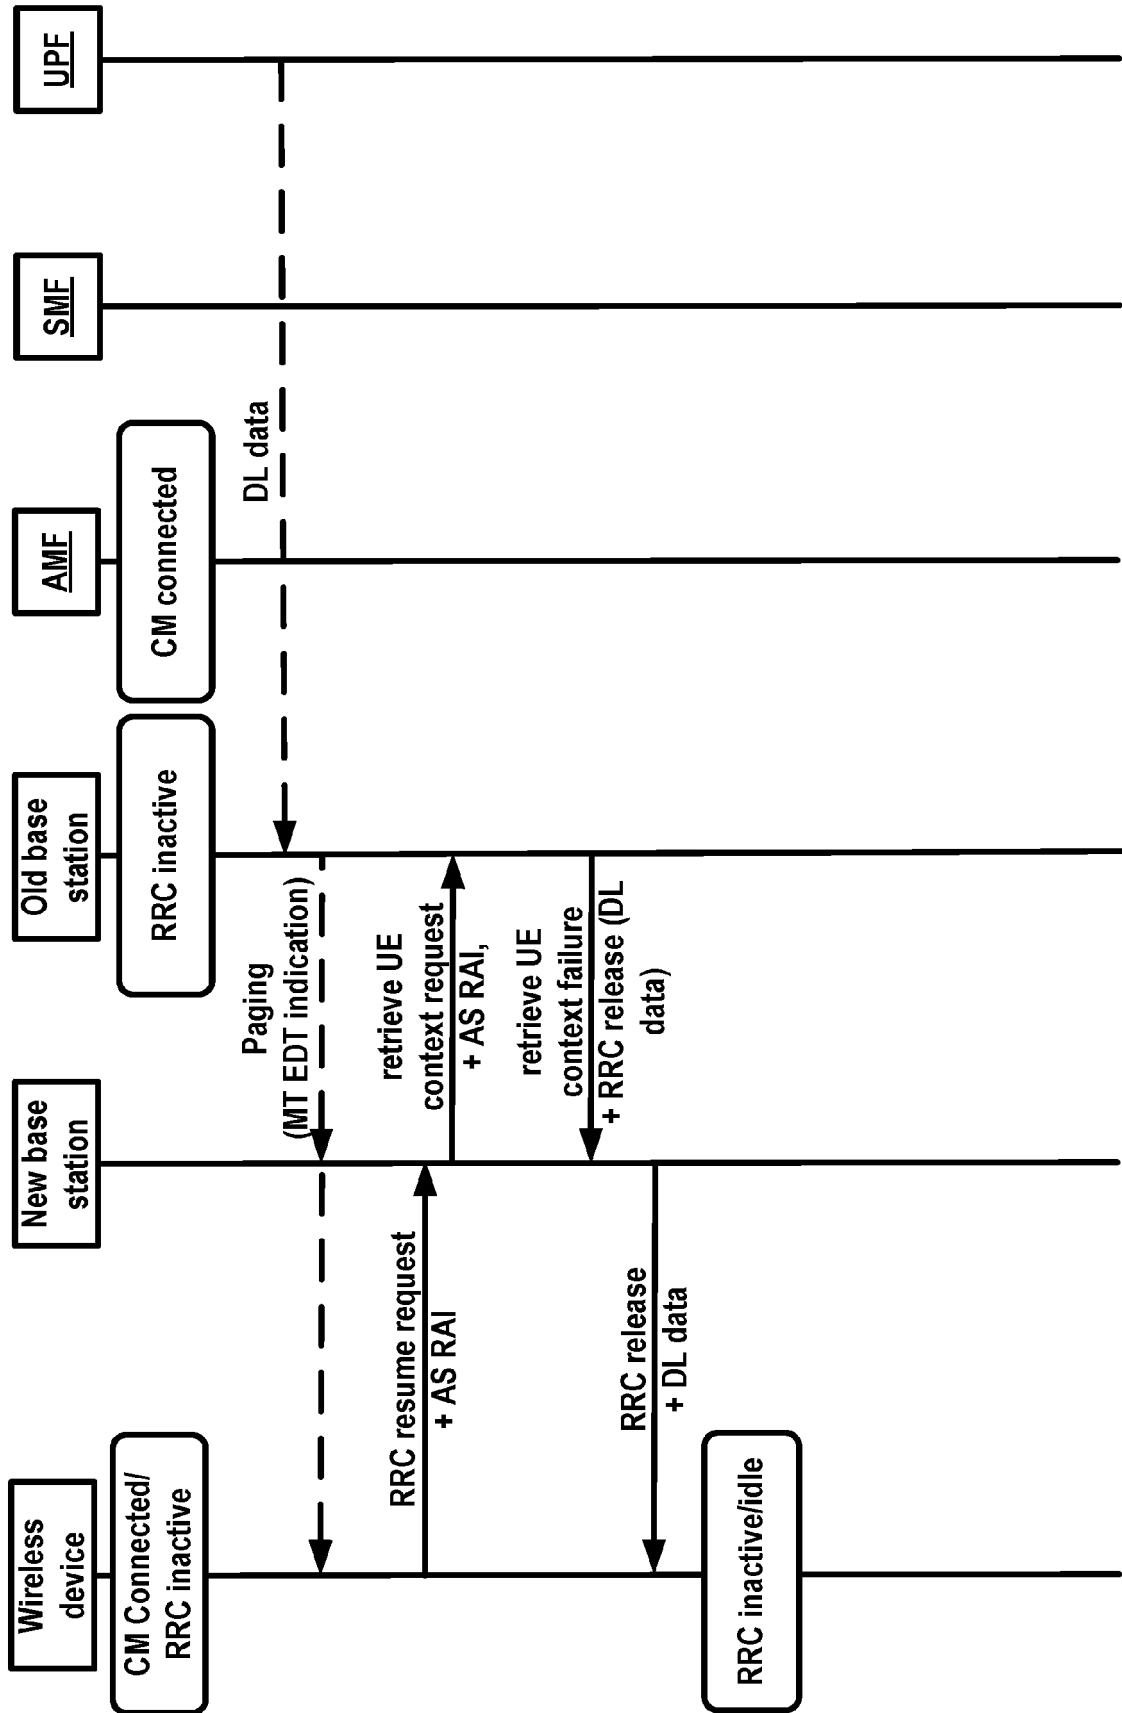 Wireless
device
New base
station
Old base
station
AMF
SMF
UPF
CM Connected/
RRC inactive
RRC inactive
CM connected
DL data
Paging
(MT EDT indication)
RRC resume request
+ AS RAI
retrieve UE
context request
+ AS RAI,
retrieve UE
context failure
+ RRC release (DL
data)
RRC release
+ DL data
RRC inactive/idle